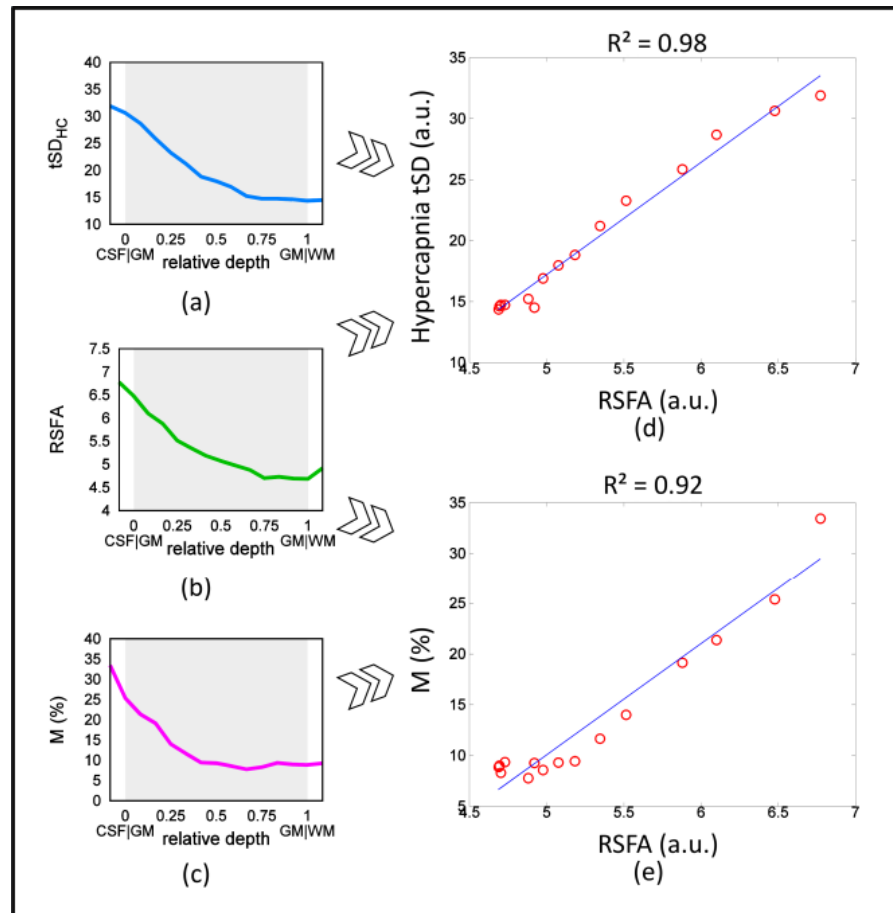 40
35
30
25
20
15
10
tSD_HC
0 0.25 0.5 0.75 1
CSF|GM relative depth GM|WM
(a)
7.5
7
6.5
6
5.5
5
4.5
4
RSFA
0 0.25 0.5 0.75 1
CSF|GM relative depth GM|WM
(b)
40
35
30
25
20
15
10
5
0
M (%)
0 0.25 0.5 0.75 1
CSF|GM relative depth GM|WM
(c)
R² = 0.98
35
30
25
20
15
10
Hypercapnia tSD (a.u.)
4.5 5 5.5 6 6.5 7
RSFA (a.u.)
(d)
R² = 0.92
35
30
25
20
15
10
5
M (%)
4.5 5 5.5 6 6.5 7
RSFA (a.u.)
(e)